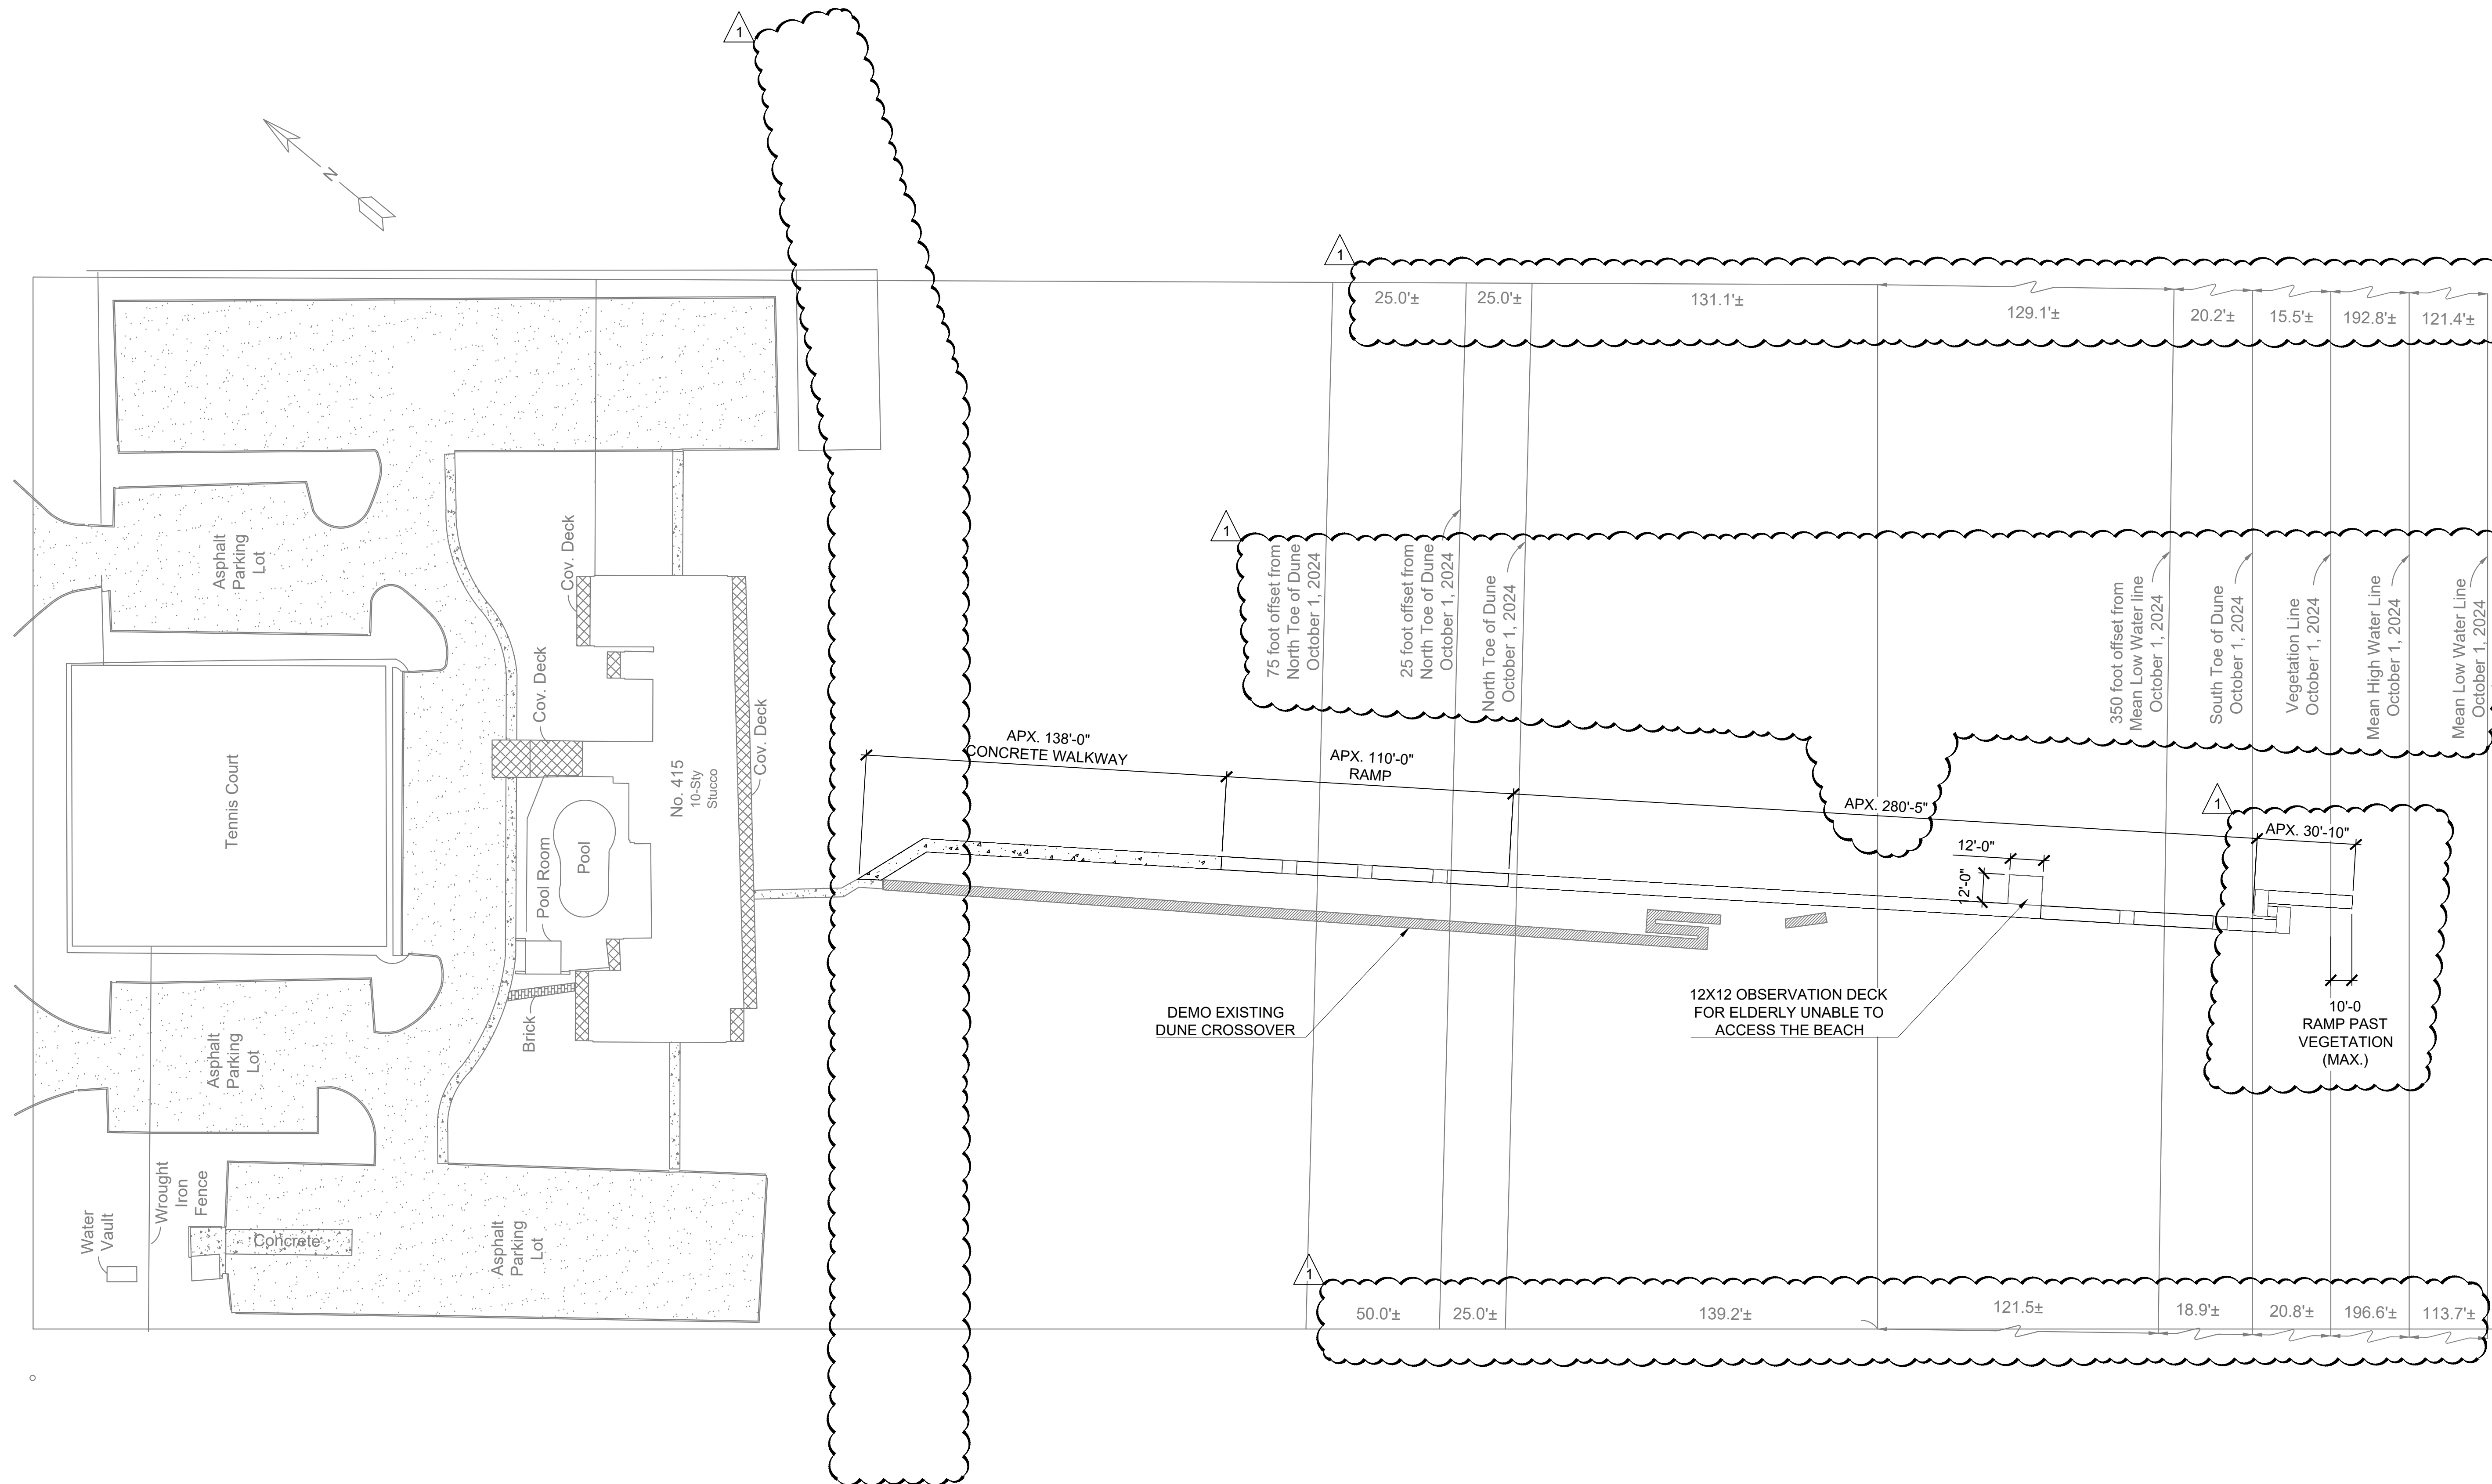 1
N
1
25.0'±
25.0'±
131.1'±
129.1'±
20.2'±
15.5'±
192.8'±
121.4'±
1
75 foot offset from
North Toe of Dune
October 1, 2024
25 foot offset from
North Toe of Dune
October 1, 2024
North Toe of Dune
October 1, 2024
350 foot offset from
Mean Low Water line
October 1, 2024
South Toe of Dune
October 1, 2024
Vegetation Line
October 1, 2024
Mean High Water Line
October 1, 2024
Mean Low Water Line
October 1, 2024
Asphalt
Parking
Lot
Cov. Deck
Cov. Deck
Cov. Deck
Tennis Court
No. 415
10-Sty
Stucco
Pool
Pool Room
Brick
APX. 138'-0"
CONCRETE WALKWAY
APX. 110'-0"
RAMP
APX. 280'-5"
1
APX. 30'-10"
12'-0"
12'-0"
DEMO EXISTING
DUNE CROSSOVER
12X12 OBSERVATION DECK
FOR ELDERLY UNABLE TO
ACCESS THE BEACH
10'-0
RAMP PAST
VEGETATION
(MAX.)
Asphalt
Parking
Lot
Water
Vault
Wrought
Iron
Fence
Concrete
Asphalt
Parking
Lot
1
50.0'±
25.0'±
139.2'±
121.5±
18.9'±
20.8'±
196.6'±
113.7'±